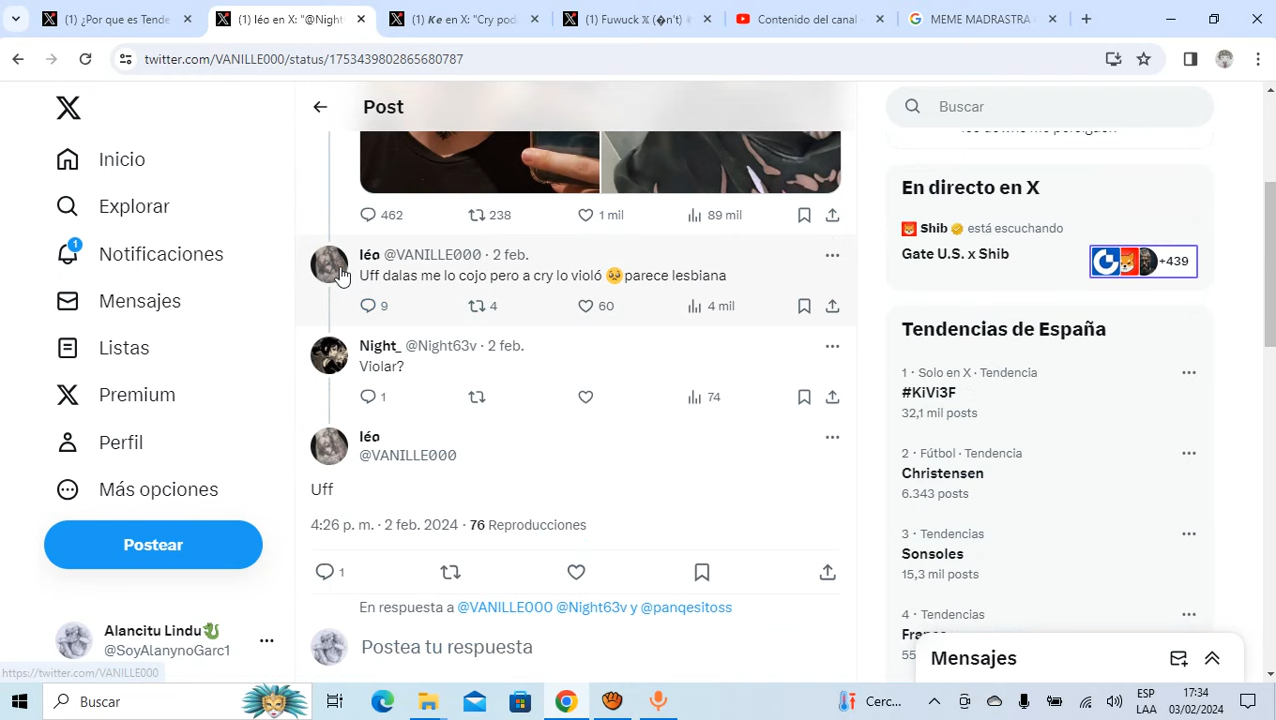 (1) ¿Por que es Tende
(1) léo en X: "@Night
(1) Ke en X: "Cry pod
(1) Fuwuck 𝕏 (�n't) k
Contenido del canal
MEME MADRASTRA
twitter.com/VANILLE000/status/1753439802865680787
Post
Buscar
Inicio
Explorar
1
Notificaciones
Mensajes
Listas
Premium
Perfil
Más opciones
Postear
Alancitu Lindu🐉
@SoyAlanynoGarc1
https://twitter.com/VANILLE000
462 238 1 mil 89 mil
léo @VANILLE000 · 2 feb.
Uff dalas me lo cojo pero a cry lo violó 🥺parece lesbiana
9 4 60 4 mil
Night_ @Night63v · 2 feb.
Violar?
1 74
léo
@VANILLE000
Uff
4:26 p. m. · 2 feb. 2024 · 76 Reproducciones
1
En respuesta a @VANILLE000 @Night63v y @panqesitoss
Postea tu respuesta
En directo en X
Shib está escuchando
Gate U.S. x Shib
+439
Tendencias de España
1 · Solo en X · Tendencia
#KiVi3F
32,1 mil posts
2 · Fútbol · Tendencia
Christensen
6.343 posts
3 · Tendencias
Sonsoles
15,3 mil posts
4 · Tendencias
55
Mensajes
Buscar
Cerc...
ESP
LAA
17:34
03/02/2024